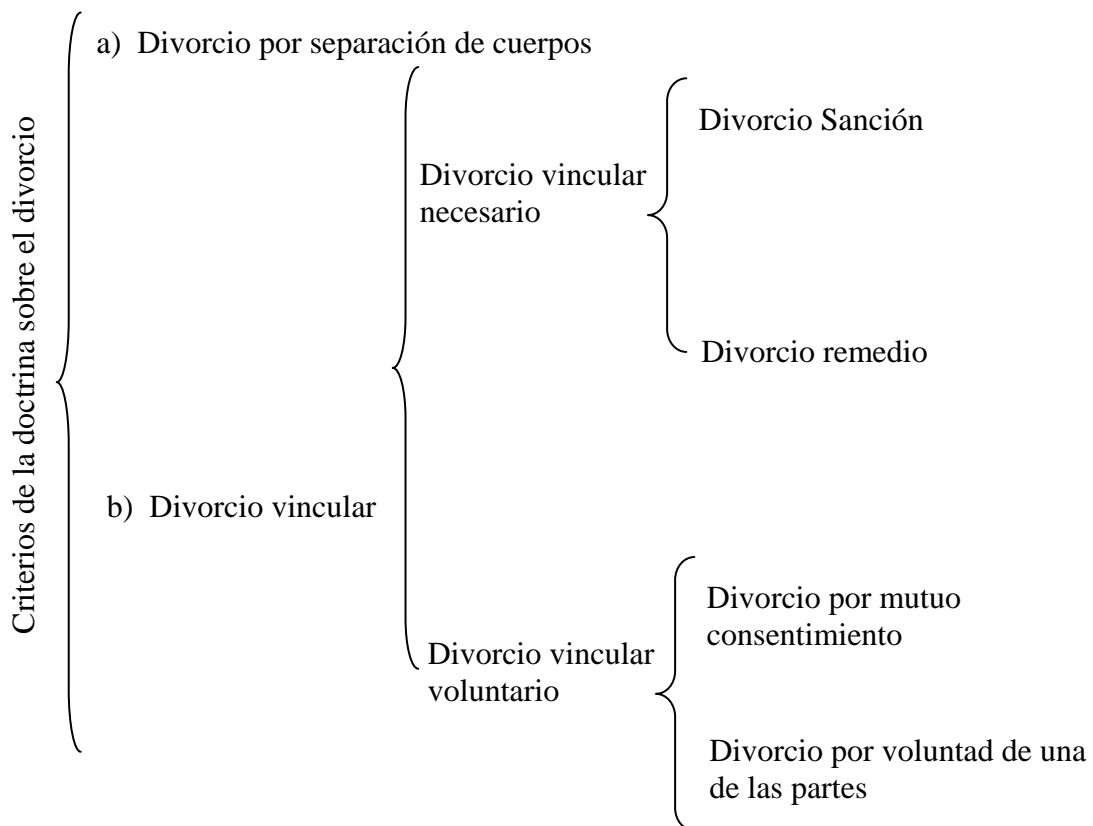 Criterios de la doctrina sobre el divorcio
a) Divorcio por separación de cuerpos
b) Divorcio vincular
Divorcio vincular
necesario
Divorcio Sanción
Divorcio remedio
Divorcio vincular
voluntario
Divorcio por mutuo
consentimiento
Divorcio por voluntad de una
de las partes